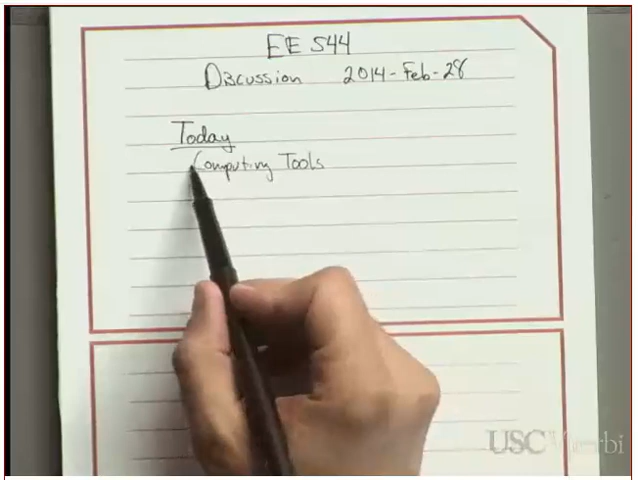 EE 544
Discussion 2014-Feb-28
Today
Computing Tools
USC Viterbi